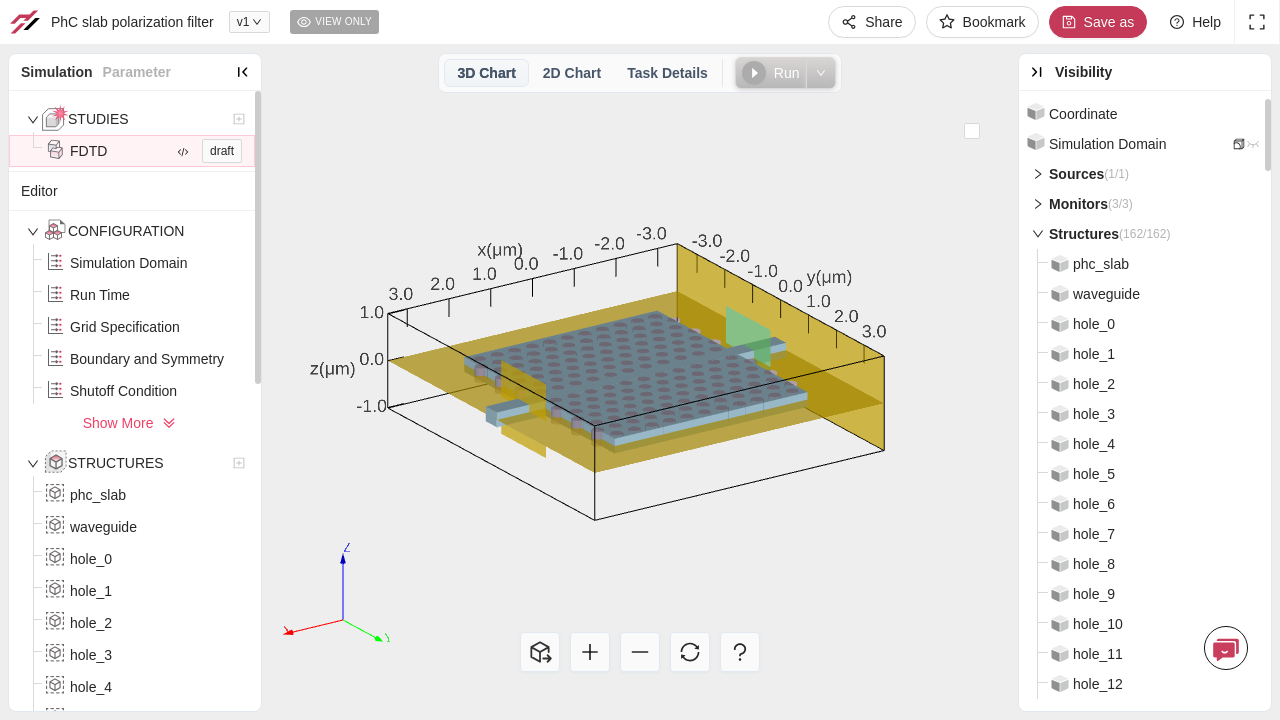 PhC slab polarization filter v1 VIEW ONLY Share Bookmark Save as Help
Simulation Parameter
STUDIES
FDTD draft
Editor
CONFIGURATION
Simulation Domain
Run Time
Grid Specification
Boundary and Symmetry
Shutoff Condition
Show More
STRUCTURES
phc_slab
waveguide
hole_0
hole_1
hole_2
hole_3
hole_4
3D Chart 2D Chart Task Details Run
x(μm)
3.0 2.0 1.0 0.0 -1.0 -2.0 -3.0
y(μm)
-3.0 -2.0 -1.0 0.0 1.0 2.0 3.0
z(μm)
1.0
0.0
-1.0
Z
X
Y
Visibility
Coordinate
Simulation Domain
Sources(1/1)
Monitors(3/3)
Structures(162/162)
phc_slab
waveguide
hole_0
hole_1
hole_2
hole_3
hole_4
hole_5
hole_6
hole_7
hole_8
hole_9
hole_10
hole_11
hole_12